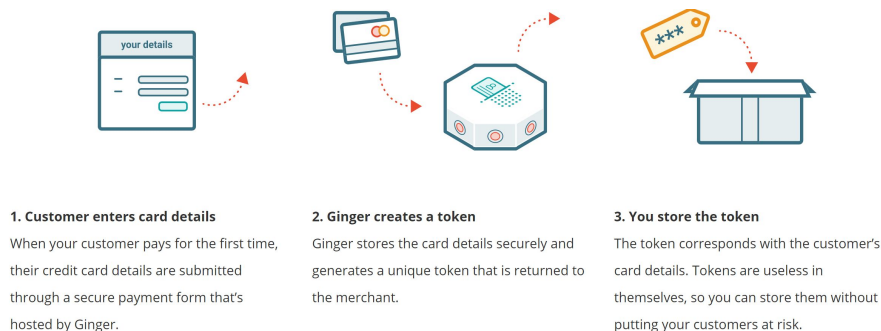 your details
***
1. Customer enters card details
When your customer pays for the first time,
their credit card details are submitted
through a secure payment form that's
hosted by Ginger.
2. Ginger creates a token
Ginger stores the card details securely and
generates a unique token that is returned to
the merchant.
3. You store the token
The token corresponds with the customer's
card details. Tokens are useless in
themselves, so you can store them without
putting your customers at risk.